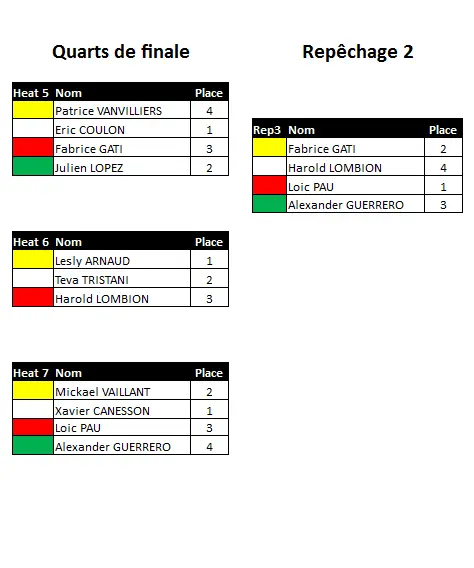 Quarts de finale
Heat 5 Nom Place
Patrice VANVILLIERS 4
Eric COULON 1
Fabrice GATI 3
Julien LOPEZ 2
Heat 6 Nom Place
Lesly ARNAUD 1
Teva TRISTANI 2
Harold LOMBION 3
Heat 7 Nom Place
Mickael VAILLANT 2
Xavier CANESSON 1
Loic PAU 3
Alexander GUERRERO 4
Repêchage 2
Rep3 Nom Place
Fabrice GATI 2
Harold LOMBION 4
Loic PAU 1
Alexander GUERRERO 3